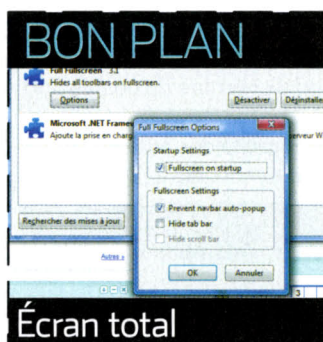 BON PLAN
Full Fullscreen 3.1
Hides all toolbars on fullscreen.
Options
Désactiver
Désinstalle
Microsoft .NET Framew
Ajoute la prise en charg
erveur W
Full Fullscreen Options
Startup Settings
Fullscreen on startup
Fullscreen Settings
Prevent navbar auto-popup
Hide tab bar
Hide scroll bar
Rechercher des mises à jour
OK
Annuler
3
Écran total